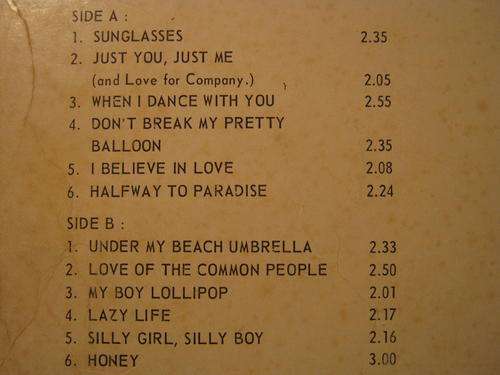 SIDE A :
1. SUNGLASSES 2.35
2. JUST YOU, JUST ME
(and Love for Company.) 2.05
3. WHEN I DANCE WITH YOU 2.55
4. DON'T BREAK MY PRETTY
BALLOON 2.35
5. I BELIEVE IN LOVE 2.08
6. HALFWAY TO PARADISE 2.24
SIDE B :
1. UNDER MY BEACH UMBRELLA 2.33
2. LOVE OF THE COMMON PEOPLE 2.50
3. MY BOY LOLLIPOP 2.01
4. LAZY LIFE 2.17
5. SILLY GIRL, SILLY BOY 2.16
6. HONEY 3.00